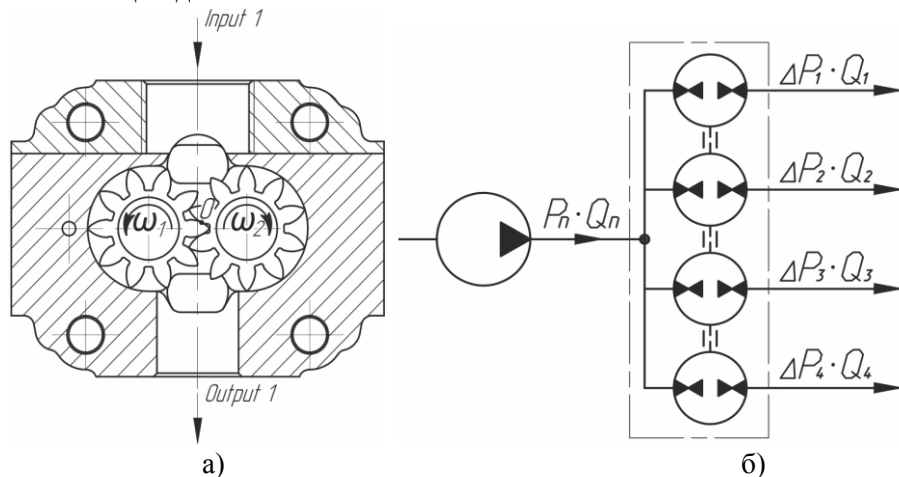 Input 1
ω₁ O ω₂
Output 1
Pₙ·Qₙ
ΔP₁·Q₁
ΔP₂·Q₂
ΔP₃·Q₃
ΔP₄·Q₄
а) б)